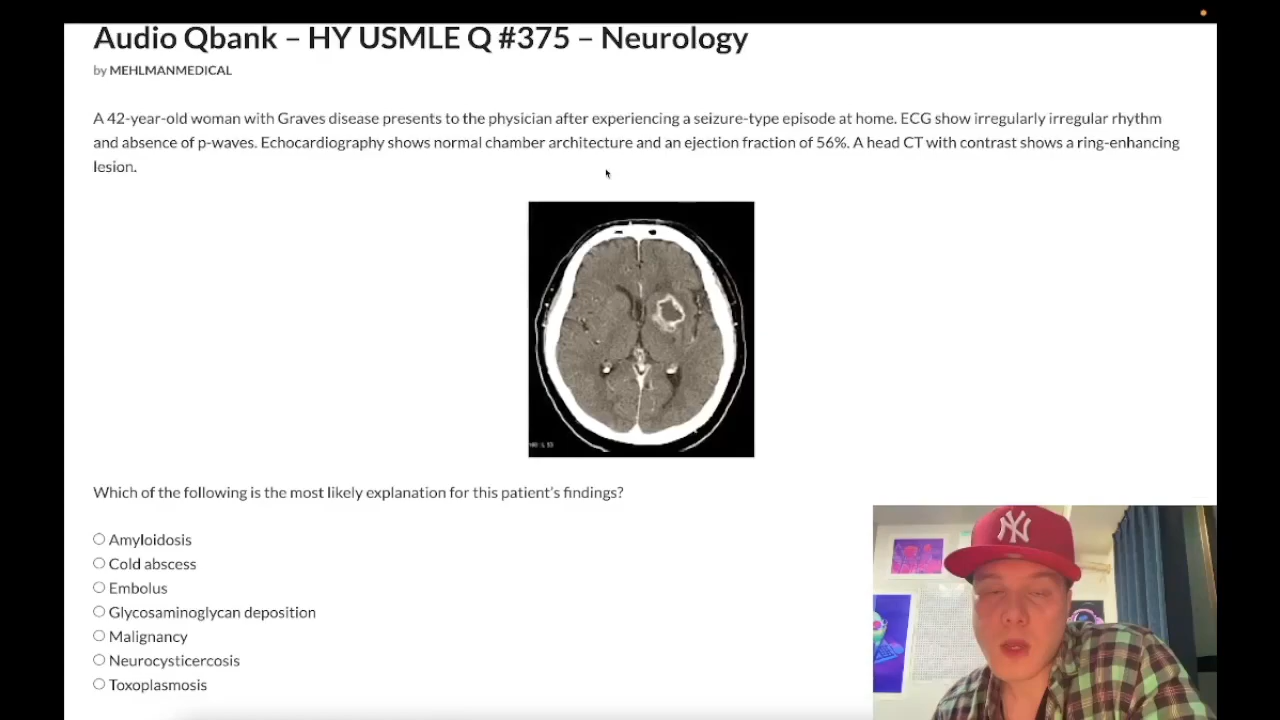 Audio Qbank – HY USMLE Q #375 – Neurology
by MEHLMANMEDICAL
A 42-year-old woman with Graves disease presents to the physician after experiencing a seizure-type episode at home. ECG show irregularly irregular rhythm
and absence of p-waves. Echocardiography shows normal chamber architecture and an ejection fraction of 56%. A head CT with contrast shows a ring-enhancing
lesion.
Which of the following is the most likely explanation for this patient's findings?
Amyloidosis
Cold abscess
Embolus
Glycosaminoglycan deposition
Malignancy
Neurocysticercosis
Toxoplasmosis
NY